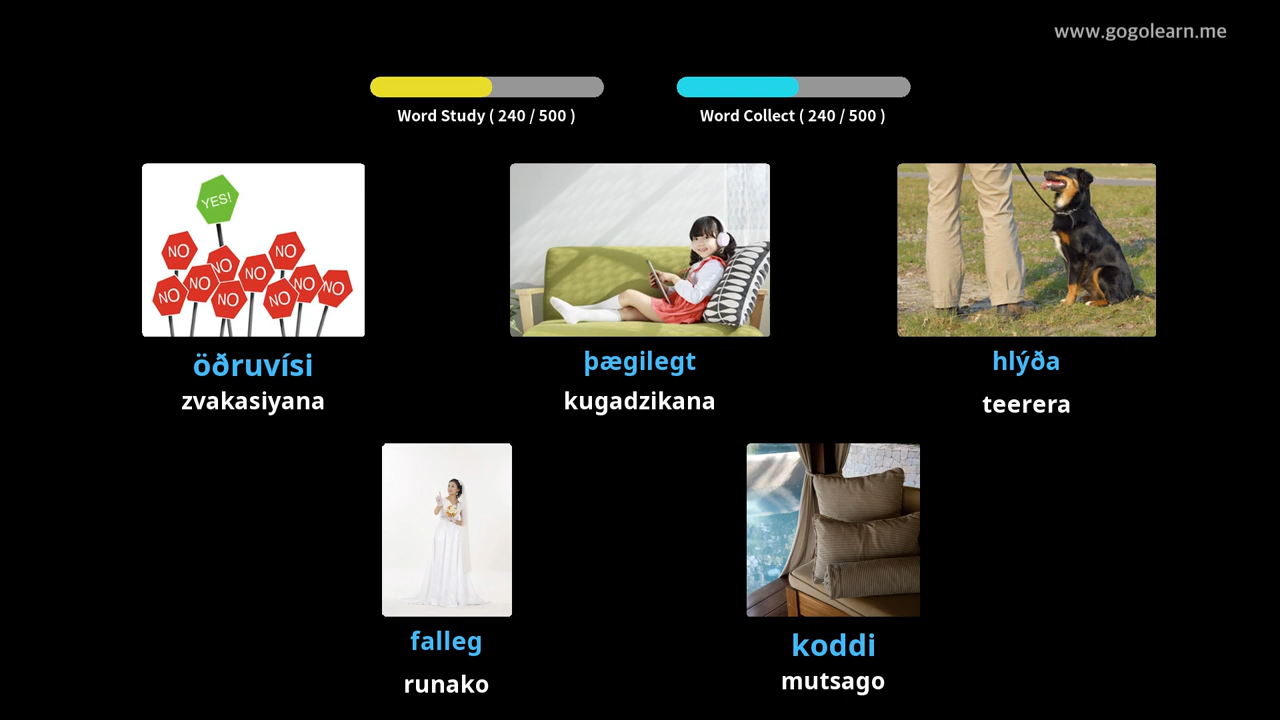 www.gogolearn.me
Word Study ( 240 / 500 )
Word Collect ( 240 / 500 )
YES!
NO
NO
NO
NO
NO
NO
NO
NO
NO
NO
öðruvísi
zvakasiyana
þægilegt
kugadzikana
hlýða
teerera
falleg
runako
koddi
mutsago